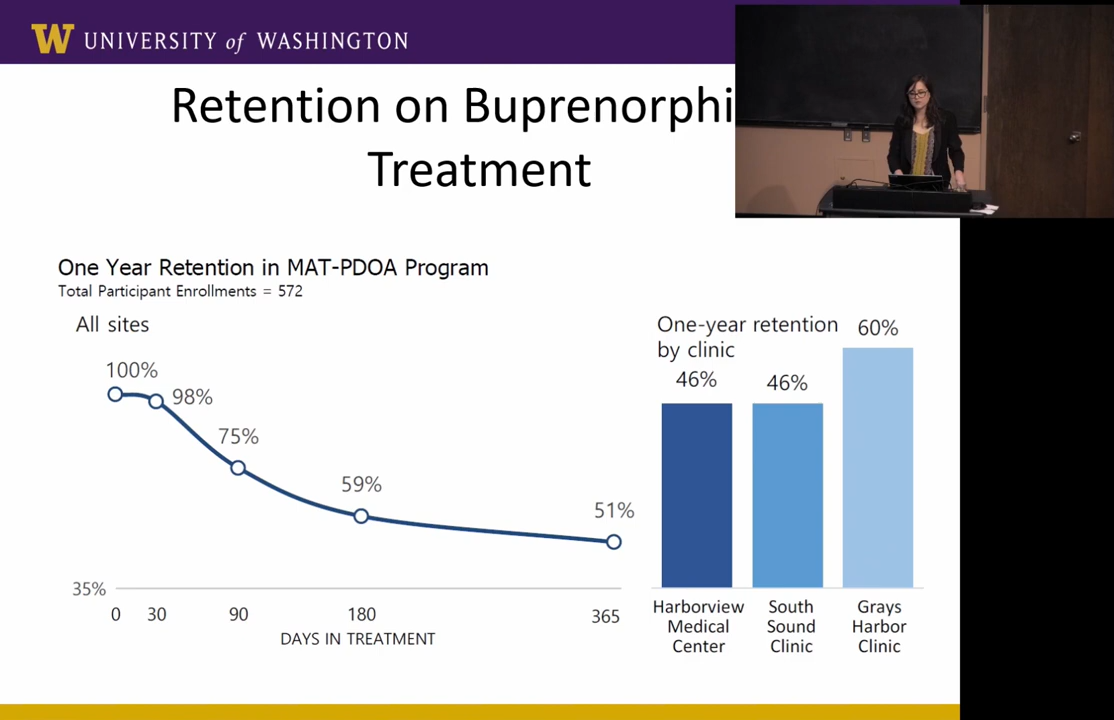 W UNIVERSITY of WASHINGTON
Retention on Buprenorphi
Treatment
One Year Retention in MAT-PDOA Program
Total Participant Enrollments = 572
All sites
100%
98%
75%
59%
51%
35%
0 30 90 180 365
DAYS IN TREATMENT
One-year retention
by clinic
46%
46%
60%
Harborview
Medical
Center
South
Sound
Clinic
Grays
Harbor
Clinic